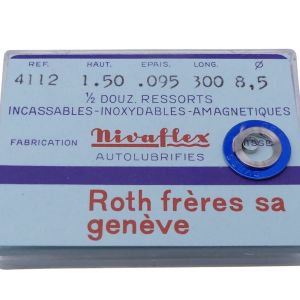 REF. HAUT. EPAIS. LONG. Ø
4112 1.50 .095 300 8,5
½ DOUZ. RESSORTS
INCASSABLES-INOXYDABLES-AMAGNETIQUES
FABRICATION Nivaflex
AUTOLUBRIFIES
Roth frères sa
genève